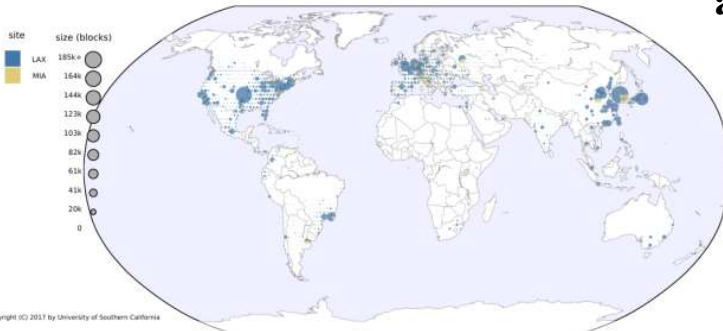 site
LAX
MIA
size (blocks)
185k+
164k
144k
123k
103k
82k
61k
41k
20k
0
yright (C) 2017 by University of Southern California